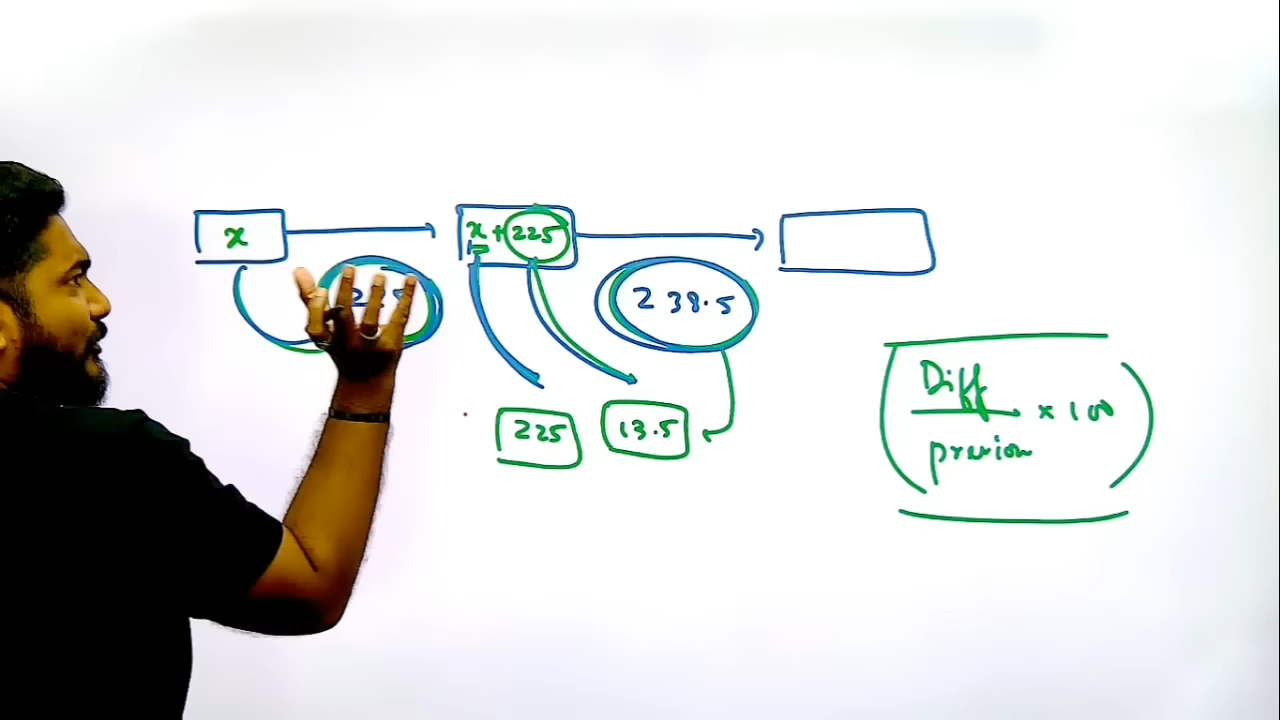 x
x + 225
238.5
225
13.5
Diff
× 100
previous